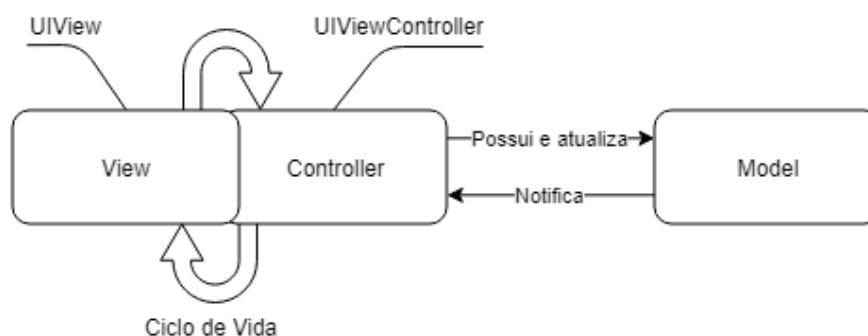 UIView
UIViewController
View
Controller
Possui e atualiza
Notifica
Model
Ciclo de Vida